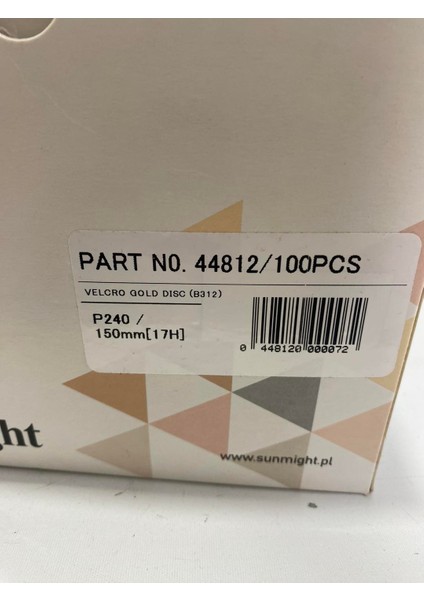 PART NO. 44812/100PCS
VELCRO GOLD DISC (B312)
P240 /
150mm[17H]
0 448120 000072
ght
www.sunmight.pl